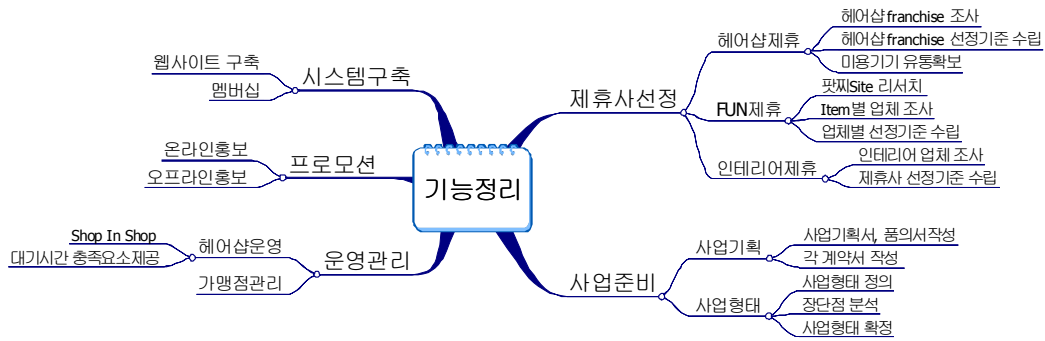 기능정리
제휴사선정
헤어샵제휴
헤어샵 franchise 조사
헤어샵 franchise 선정기준 수립
미용기기 유통확보
FUN제휴
팟찌Site 리서치
Item별 업체 조사
업체별 선정기준 수립
인테리어제휴
인테리어 업체 조사
제휴사 선정기준 수립
사업준비
사업기획
사업기획서, 품의서작성
각 계약서 작성
사업형태
사업형태 정의
장단점 분석
사업형태 확정
시스템구축
웹사이트 구축
멤버십
프로모션
온라인홍보
오프라인홍보
운영관리
헤어샵운영
Shop In Shop
대기시간 충족요소제공
가맹점관리